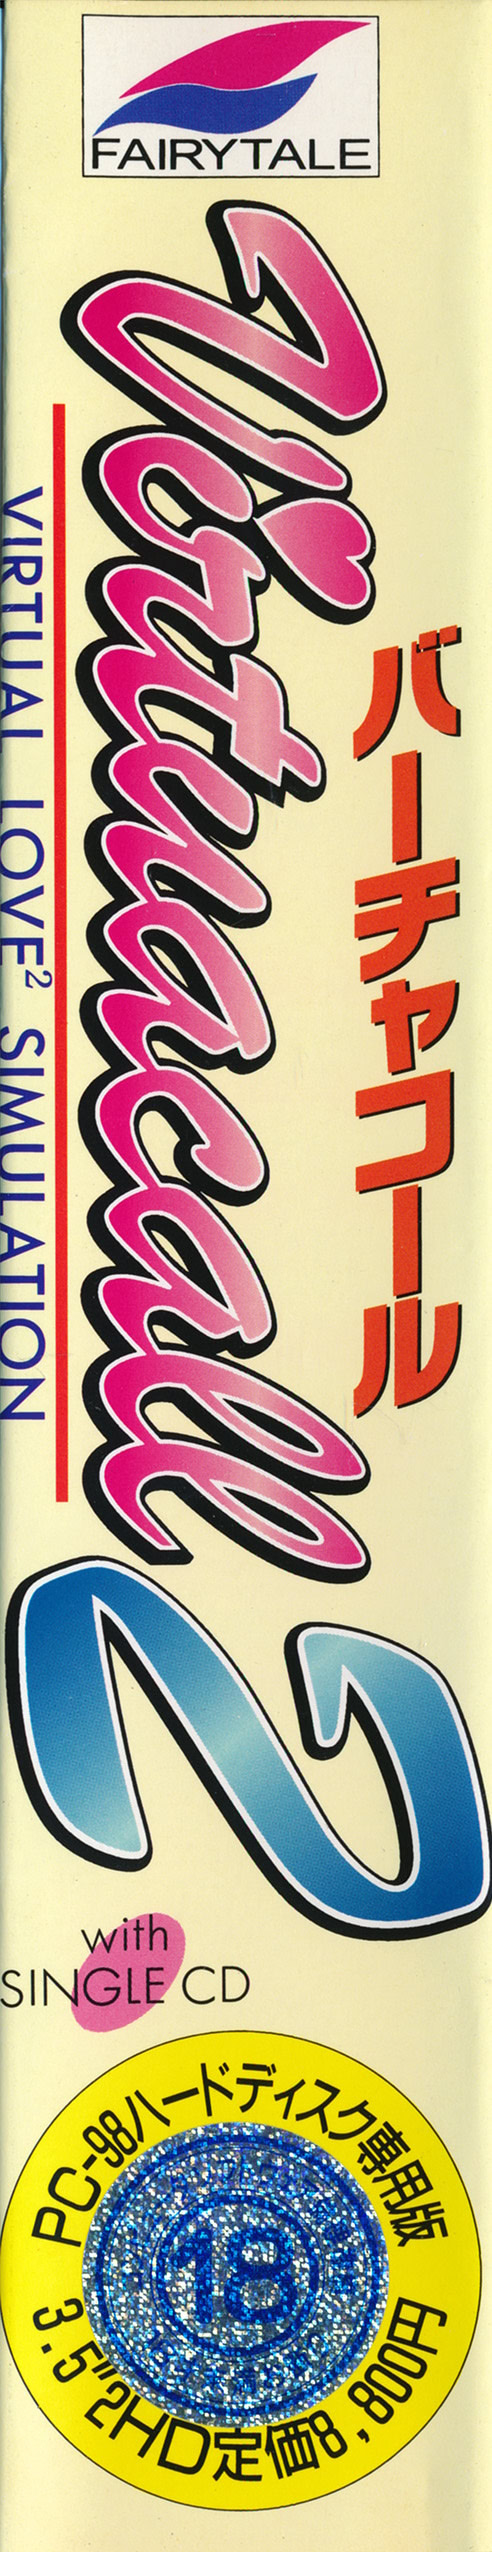 FAIRYTALE
Virtuacall 2
バーチャコール
VIRTUAL LOVE² SIMULATION
with
SINGLE CD
PC-98ハードディスク専用版
18
3.5"2HD定価8,800円